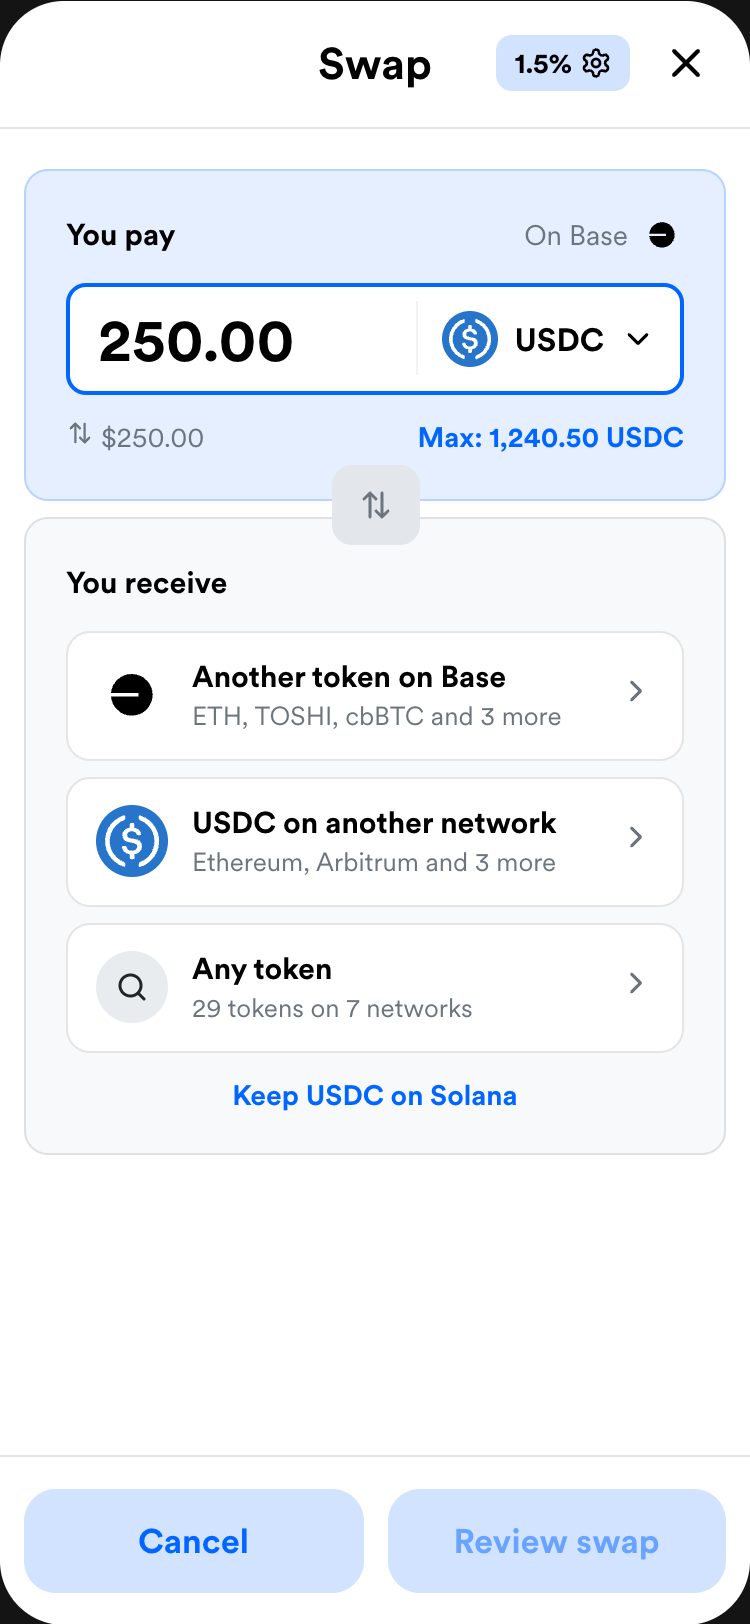 Swap
1.5%
You pay
On Base
250.00
USDC
$250.00
Max: 1,240.50 USDC
You receive
Another token on Base
ETH, TOSHI, cbBTC and 3 more
USDC on another network
Ethereum, Arbitrum and 3 more
Any token
29 tokens on 7 networks
Keep USDC on Solana
Cancel
Review swap